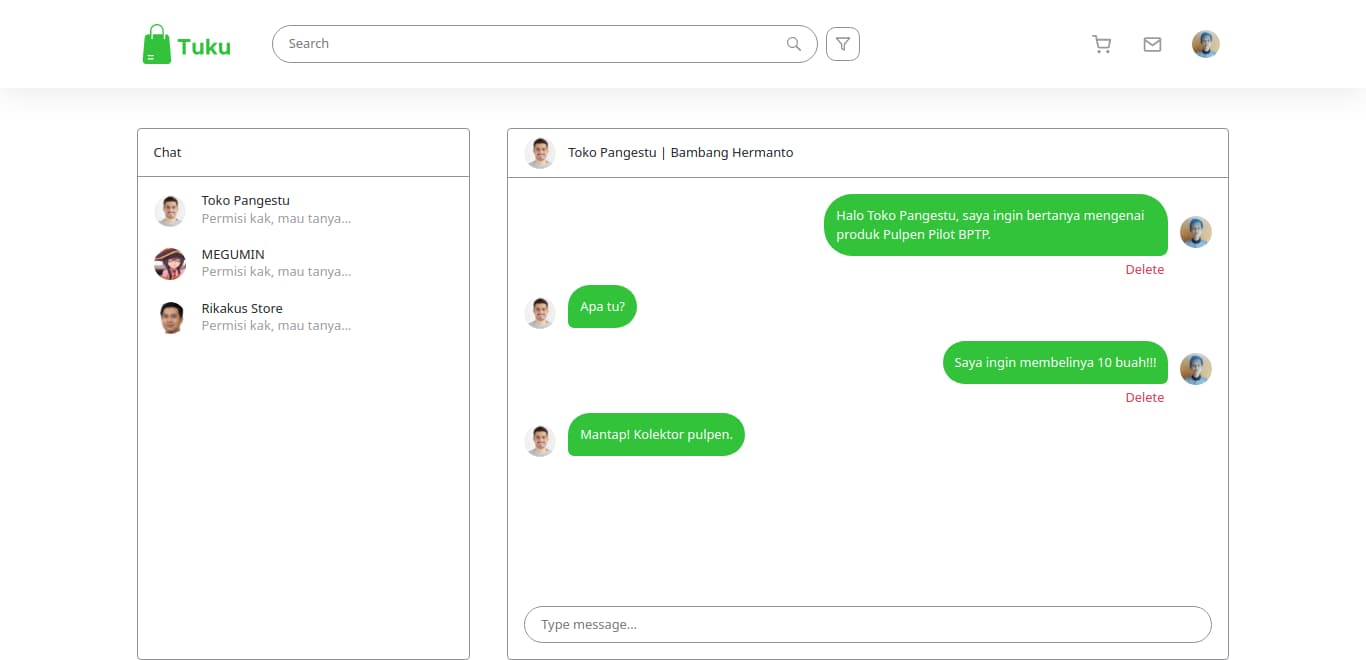 Tuku
Search
Chat
Toko Pangestu
Permisi kak, mau tanya...
MEGUMIN
Permisi kak, mau tanya...
Rikakus Store
Permisi kak, mau tanya...
Toko Pangestu | Bambang Hermanto
Halo Toko Pangestu, saya ingin bertanya mengenai
produk Pulpen Pilot BPTP.
Delete
Apa tu?
Saya ingin membelinya 10 buah!!!
Delete
Mantap! Kolektor pulpen.
Type message...